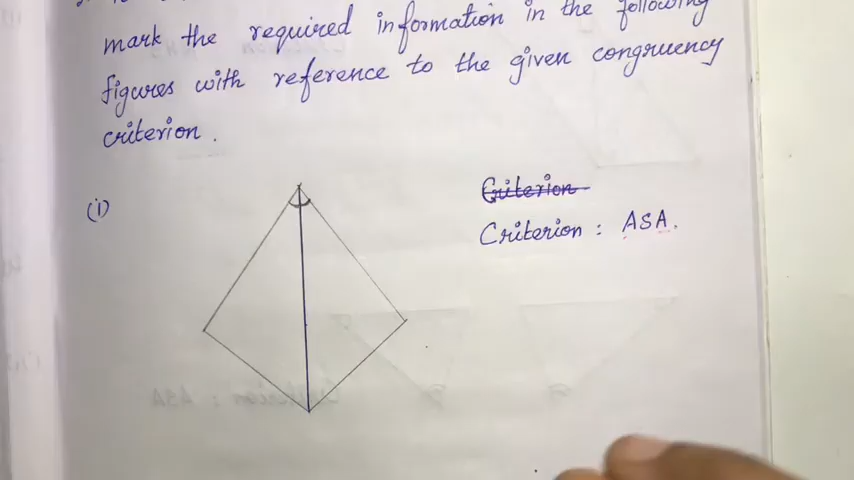 mark the required information in the following
figures with reference to the given congruency
criterion.
(i)
Criterion
Criterion : ASA.